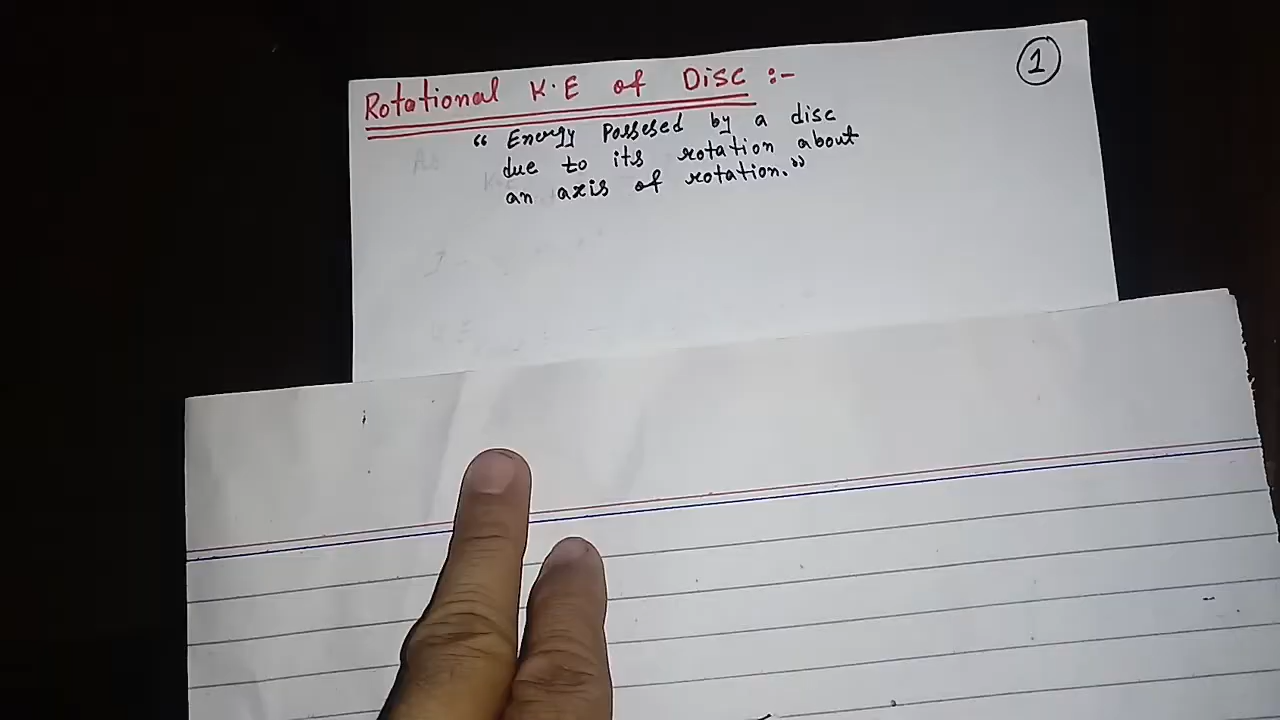 Rotational K.E of Disc :-
①
“ Energy Possesed by a disc
due to its rotation about
an axis of rotation.”